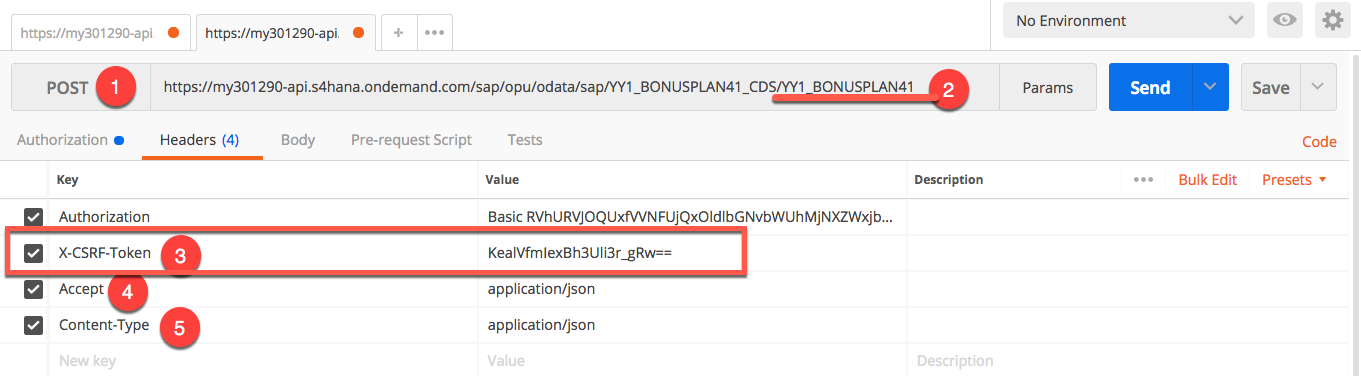 https://my301290-api. https://my301290-api. + ••• No Environment
POST 1 https://my301290-api.s4hana.ondemand.com/sap/opu/odata/sap/YY1_BONUSPLAN41_CDS/YY1_BONUSPLAN41 2 Params Send Save
Authorization Headers (4) Body Pre-request Script Tests Code
Key Value Description ••• Bulk Edit Presets
Authorization Basic RVhURVJOQUxfVVNFUjQxOldlbGNvbWUhMjNXZWxjb...
X-CSRF-Token 3 KealVfmIexBh3Uli3r_gRw==
Accept 4 application/json
Content-Type 5 application/json
New key Value Description